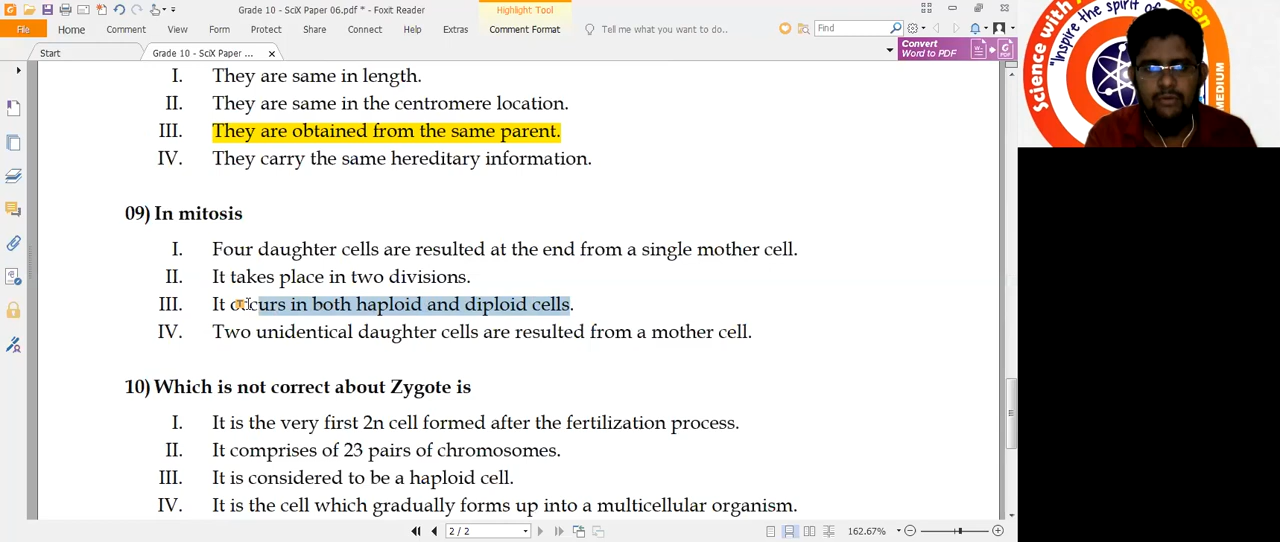 Grade 10 - SciX Paper 06.pdf * - Foxit Reader
Highlight Tool
File
Home
Comment
View
Form
Protect
Share
Connect
Help
Extras
Comment Format
Tell me what you want to do..
Find
Start
Grade 10 - SciX Paper ...
Convert
Word to PDF
I. They are same in length.
II. They are same in the centromere location.
III. They are obtained from the same parent.
IV. They carry the same hereditary information.
09) In mitosis
I. Four daughter cells are resulted at the end from a single mother cell.
II. It takes place in two divisions.
III. It occurs in both haploid and diploid cells.
IV. Two unidentical daughter cells are resulted from a mother cell.
10) Which is not correct about Zygote is
I. It is the very first 2n cell formed after the fertilization process.
II. It comprises of 23 pairs of chromosomes.
III. It is considered to be a haploid cell.
IV. It is the cell which gradually forms up into a multicellular organism.
2 / 2
162.67%
Science with
"Inspire the spirit of
MEDIUM